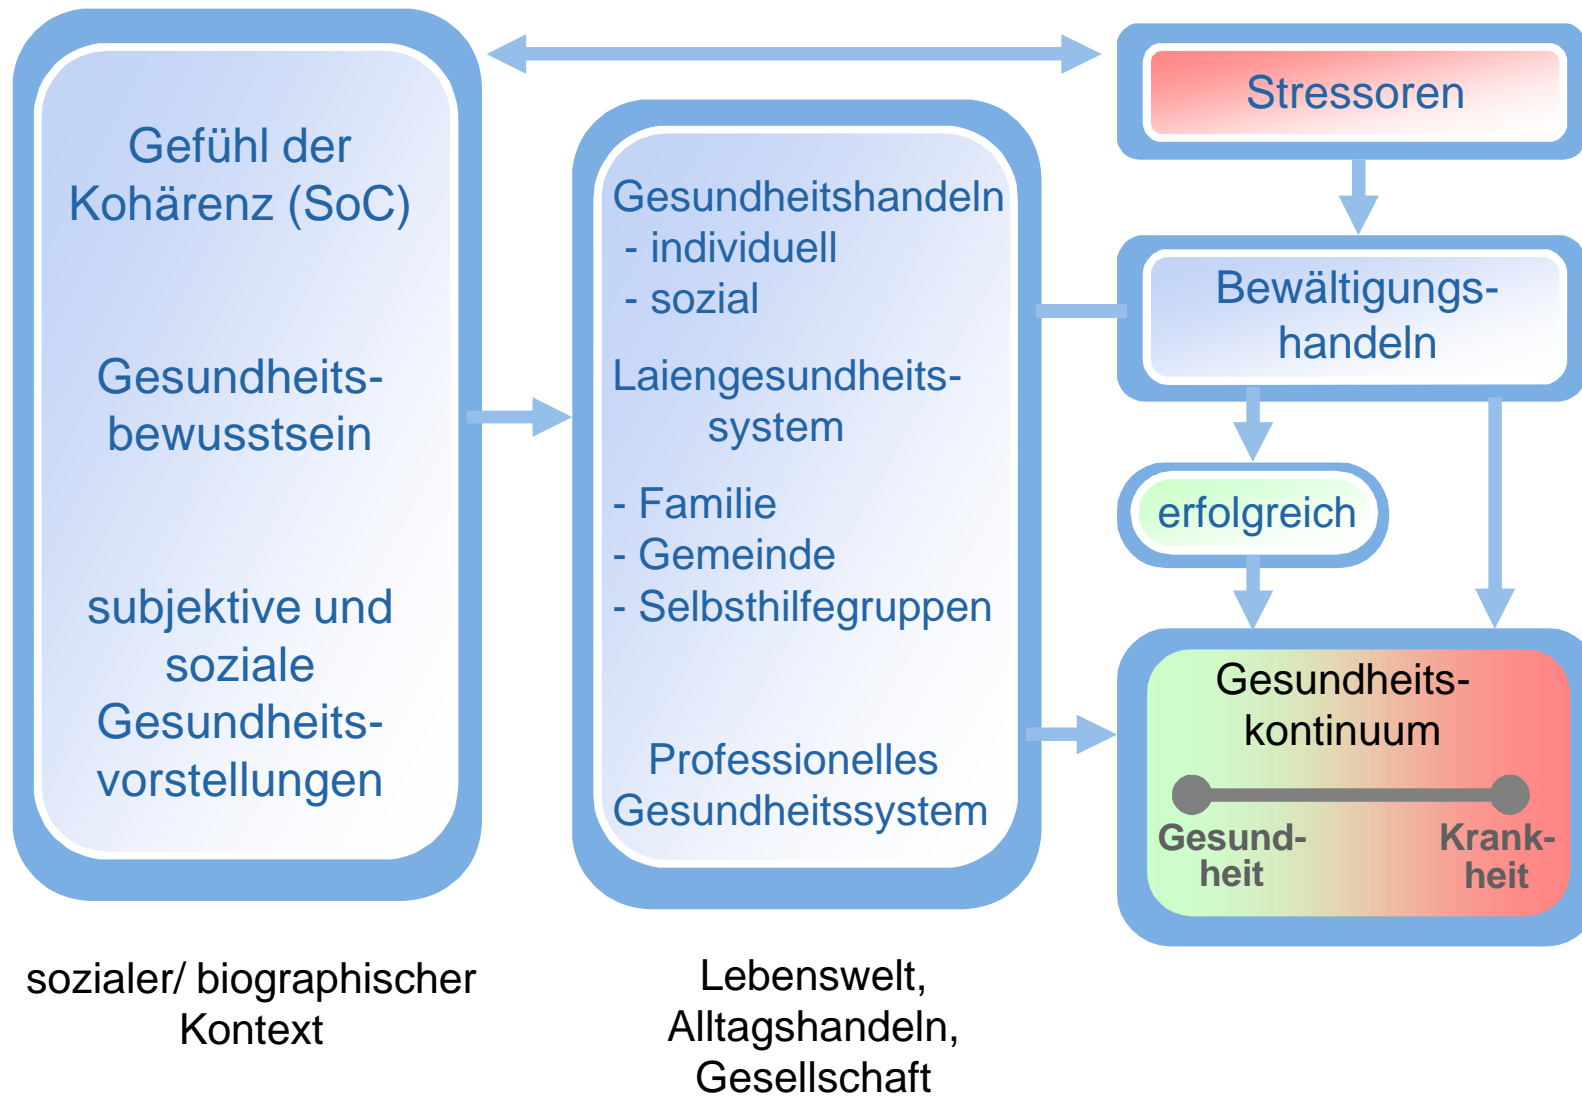 Gefühl der
Kohärenz (SoC)
Gesundheits-
bewusstsein
subjektive und
soziale
Gesundheits-
vorstellungen
sozialer/ biographischer
Kontext
Gesundheitshandeln
- individuell
- sozial
Laiengesundheits-
system
- Familie
- Gemeinde
- Selbsthilfegruppen
Professionelles
Gesundheitssystem
Lebenswelt,
Alltagshandeln,
Gesellschaft
Stressoren
Bewältigungs-
handeln
erfolgreich
Gesundheits-
kontinuum
Gesund-
heit
Krank-
heit